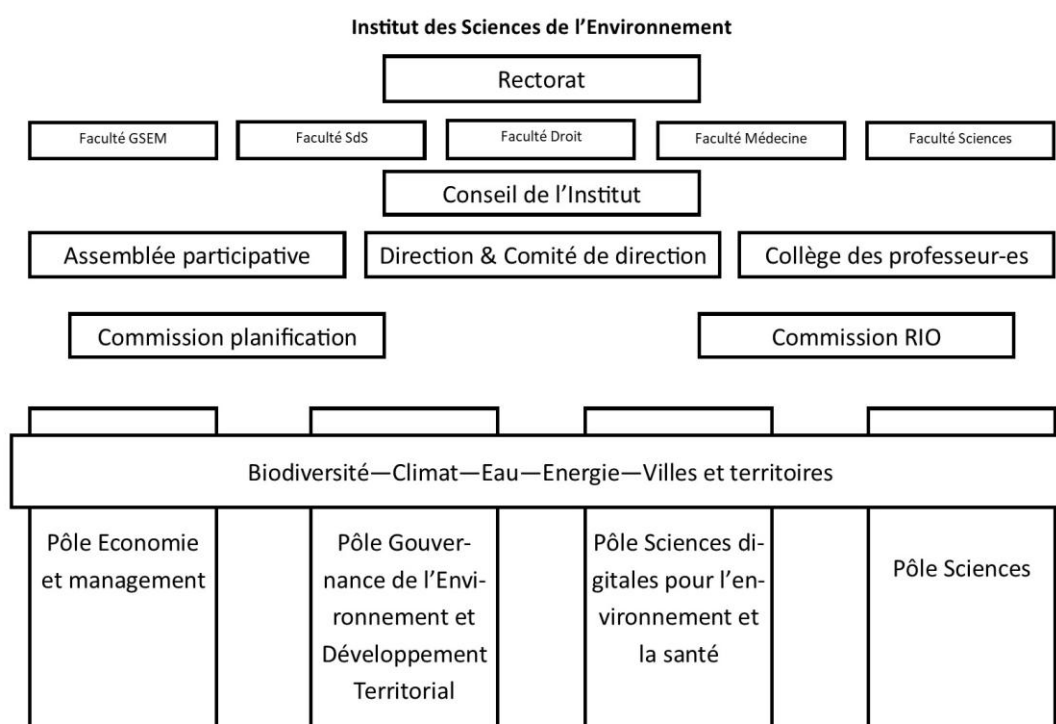 Institut des Sciences de l’Environnement
Rectorat
Faculté GSEM
Faculté SdS
Faculté Droit
Faculté Médecine
Faculté Sciences
Conseil de l’Institut
Assemblée participative
Direction & Comité de direction
Collège des professeur-es
Commission planification
Commission RIO
Biodiversité—Climat—Eau—Energie—Villes et territoires
Pôle Economie
et management
Pôle Gouver-
nance de l’Envi-
ronnement et
Développement
Territorial
Pôle Sciences di-
gitales pour l’en-
vironnement et
la santé
Pôle Sciences